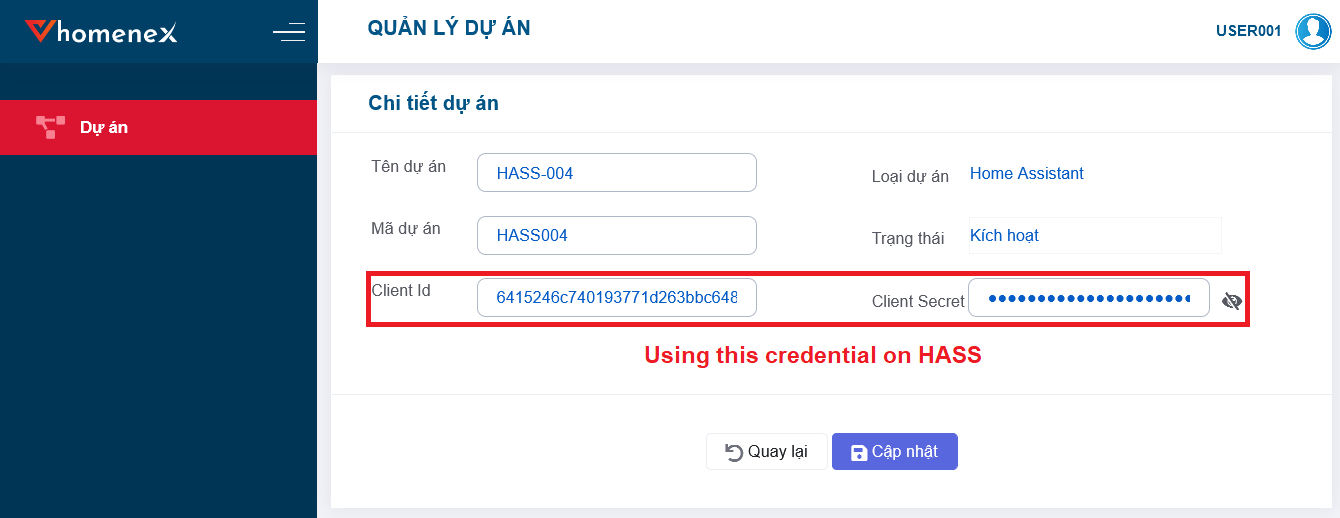 Vhomenex
QUẢN LÝ DỰ ÁN
USER001
Dự án
Chi tiết dự án
Tên dự án
HASS-004
Loại dự án
Home Assistant
Mã dự án
HASS004
Trạng thái
Kích hoạt
Client Id
6415246c740193771d263bbc648
Client Secret
Using this credential on HASS
Quay lại
Cập nhật